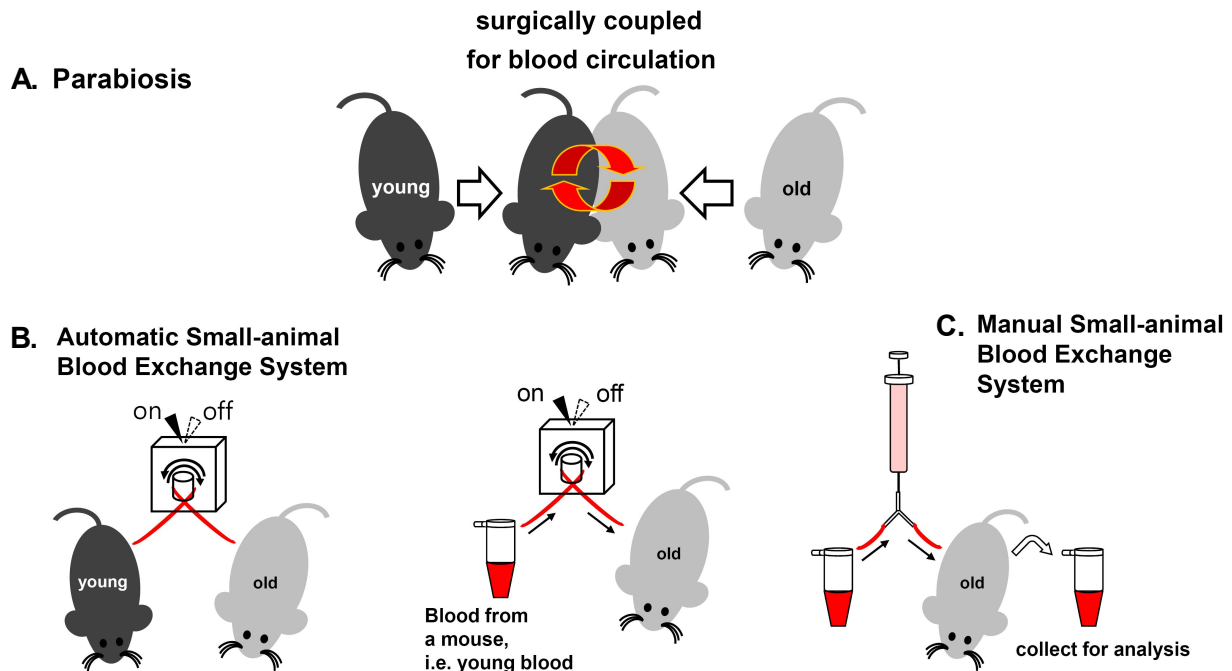 surgically coupled
for blood circulation
A. Parabiosis
young
old
B. Automatic Small-animal
Blood Exchange System
on off
young
old
on off
old
Blood from
a mouse,
i.e. young blood
C. Manual Small-animal
Blood Exchange
System
old
collect for analysis